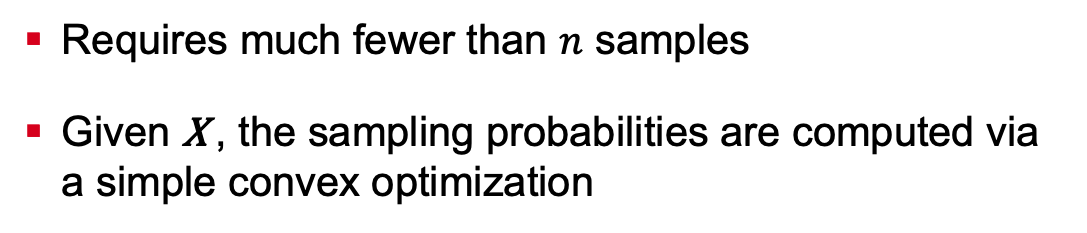 ▪ Requires much fewer than n samples
▪ Given X, the sampling probabilities are computed via
a simple convex optimization